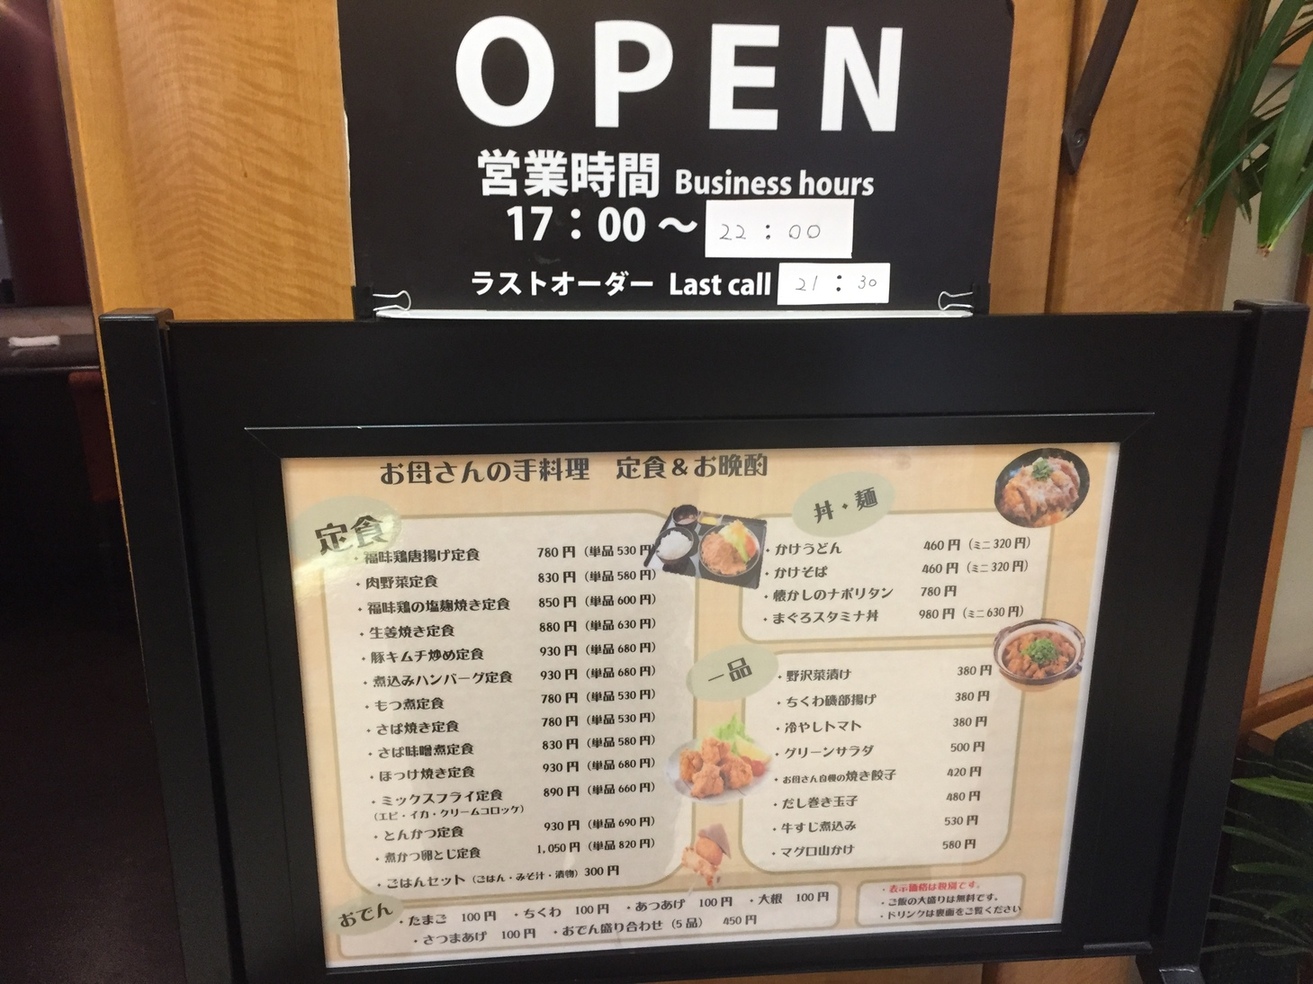 OPEN
営業時間 Business hours
17：00 〜 22：00
ラストオーダー Last call 21：30
お母さんの手料理 定食＆お晩酌
定食
・福味鶏唐揚げ定食 780円（単品530円）
・肉野菜定食 830円（単品580円）
・福味鶏の塩麹焼き定食 850円（単品600円）
・生姜焼き定食 880円（単品630円）
・豚キムチ炒め定食 930円（単品680円）
・煮込みハンバーグ定食 930円（単品680円）
・もつ煮定食 780円（単品530円）
・さば焼き定食 780円（単品530円）
・さば味噌煮定食 830円（単品580円）
・ほっけ焼き定食 930円（単品680円）
・ミックスフライ定食 890円（単品660円）
（エビ・イカ・クリームコロッケ）
・とんかつ定食 930円（単品690円）
・煮かつ卵とじ定食 1,050円（単品820円）
・ごはんセット（ごはん・みそ汁・漬物）300円
丼・麺
・かけうどん 460円（ミニ320円）
・かけそば 460円（ミニ320円）
・懐かしのナポリタン 780円
・まぐろスタミナ丼 980円（ミニ630円）
一品
・野沢菜漬け 380円
・ちくわ磯部揚げ 380円
・冷やしトマト 380円
・グリーンサラダ 500円
・お母さん自慢の焼き餃子 420円
・だし巻き玉子 480円
・牛すじ煮込み 530円
・マグロ山かけ 580円
おでん
・たまご 100円 ・ちくわ 100円 ・あつあげ 100円 ・大根 100円
・さつまあげ 100円 ・おでん盛り合わせ（5品） 450円
・表示価格は税別です。
・ご飯の大盛りは無料です。
・ドリンクは裏面をご覧ください